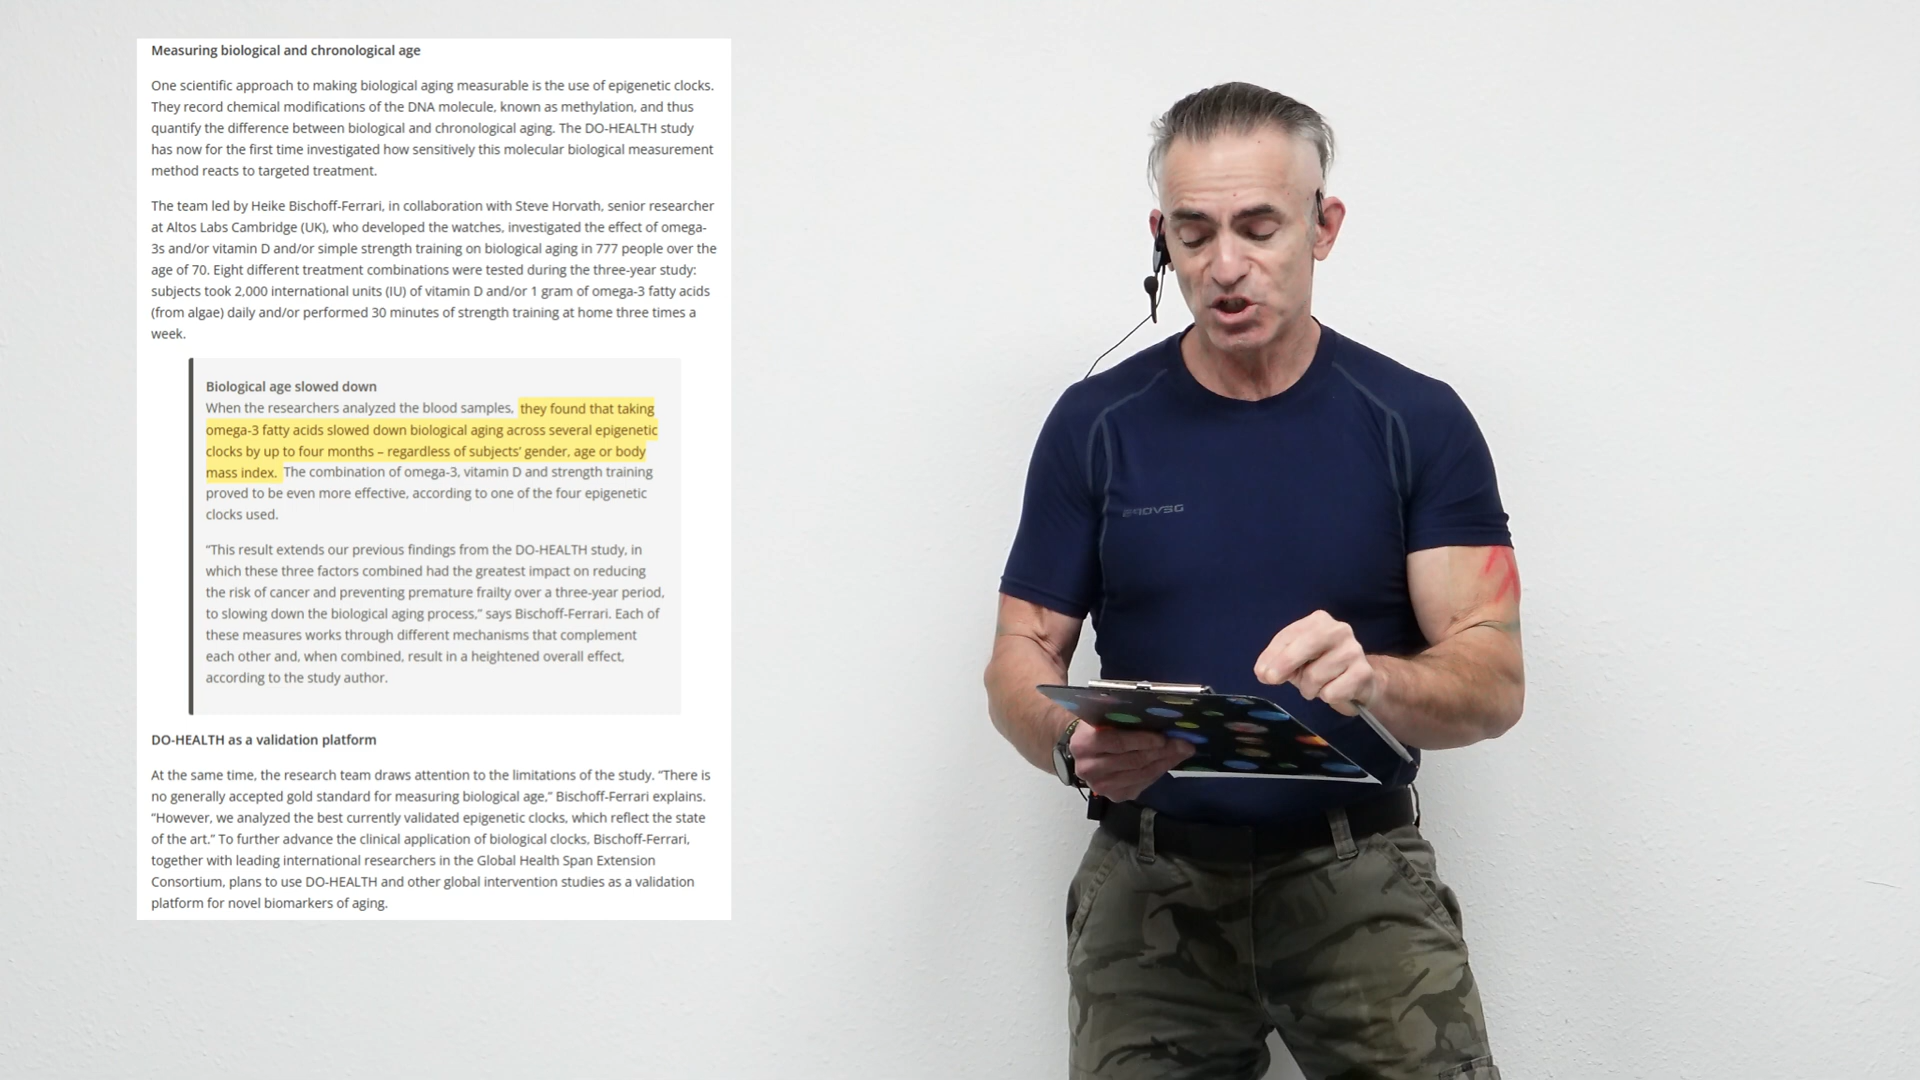 Measuring biological and chronological age
One scientific approach to making biological aging measurable is the use of epigenetic clocks.
They record chemical modifications of the DNA molecule, known as methylation, and thus
quantify the difference between biological and chronological aging. The DO-HEALTH study
has now for the first time investigated how sensitively this molecular biological measurement
method reacts to targeted treatment.
The team led by Heike Bischoff-Ferrari, in collaboration with Steve Horvath, senior researcher
at Altos Labs Cambridge (UK), who developed the watches, investigated the effect of omega-
3s and/or vitamin D and/or simple strength training on biological aging in 777 people over the
age of 70. Eight different treatment combinations were tested during the three-year study:
subjects took 2,000 international units (IU) of vitamin D and/or 1 gram of omega-3 fatty acids
(from algae) daily and/or performed 30 minutes of strength training at home three times a
week.
Biological age slowed down
When the researchers analyzed the blood samples, they found that taking
omega-3 fatty acids slowed down biological aging across several epigenetic
clocks by up to four months – regardless of subjects’ gender, age or body
mass index. The combination of omega-3, vitamin D and strength training
proved to be even more effective, according to one of the four epigenetic
clocks used.
“This result extends our previous findings from the DO-HEALTH study, in
which these three factors combined had the greatest impact on reducing
the risk of cancer and preventing premature frailty over a three-year period,
to slowing down the biological aging process,” says Bischoff-Ferrari. Each of
these measures works through different mechanisms that complement
each other and, when combined, result in a heightened overall effect,
according to the study author.
DO-HEALTH as a validation platform
At the same time, the research team draws attention to the limitations of the study. “There is
no generally accepted gold standard for measuring biological age,” Bischoff-Ferrari explains.
“However, we analyzed the best currently validated epigenetic clocks, which reflect the state
of the art.” To further advance the clinical application of biological clocks, Bischoff-Ferrari,
together with leading international researchers in the Global Health Span Extension
Consortium, plans to use DO-HEALTH and other global intervention studies as a validation
platform for novel biomarkers of aging.